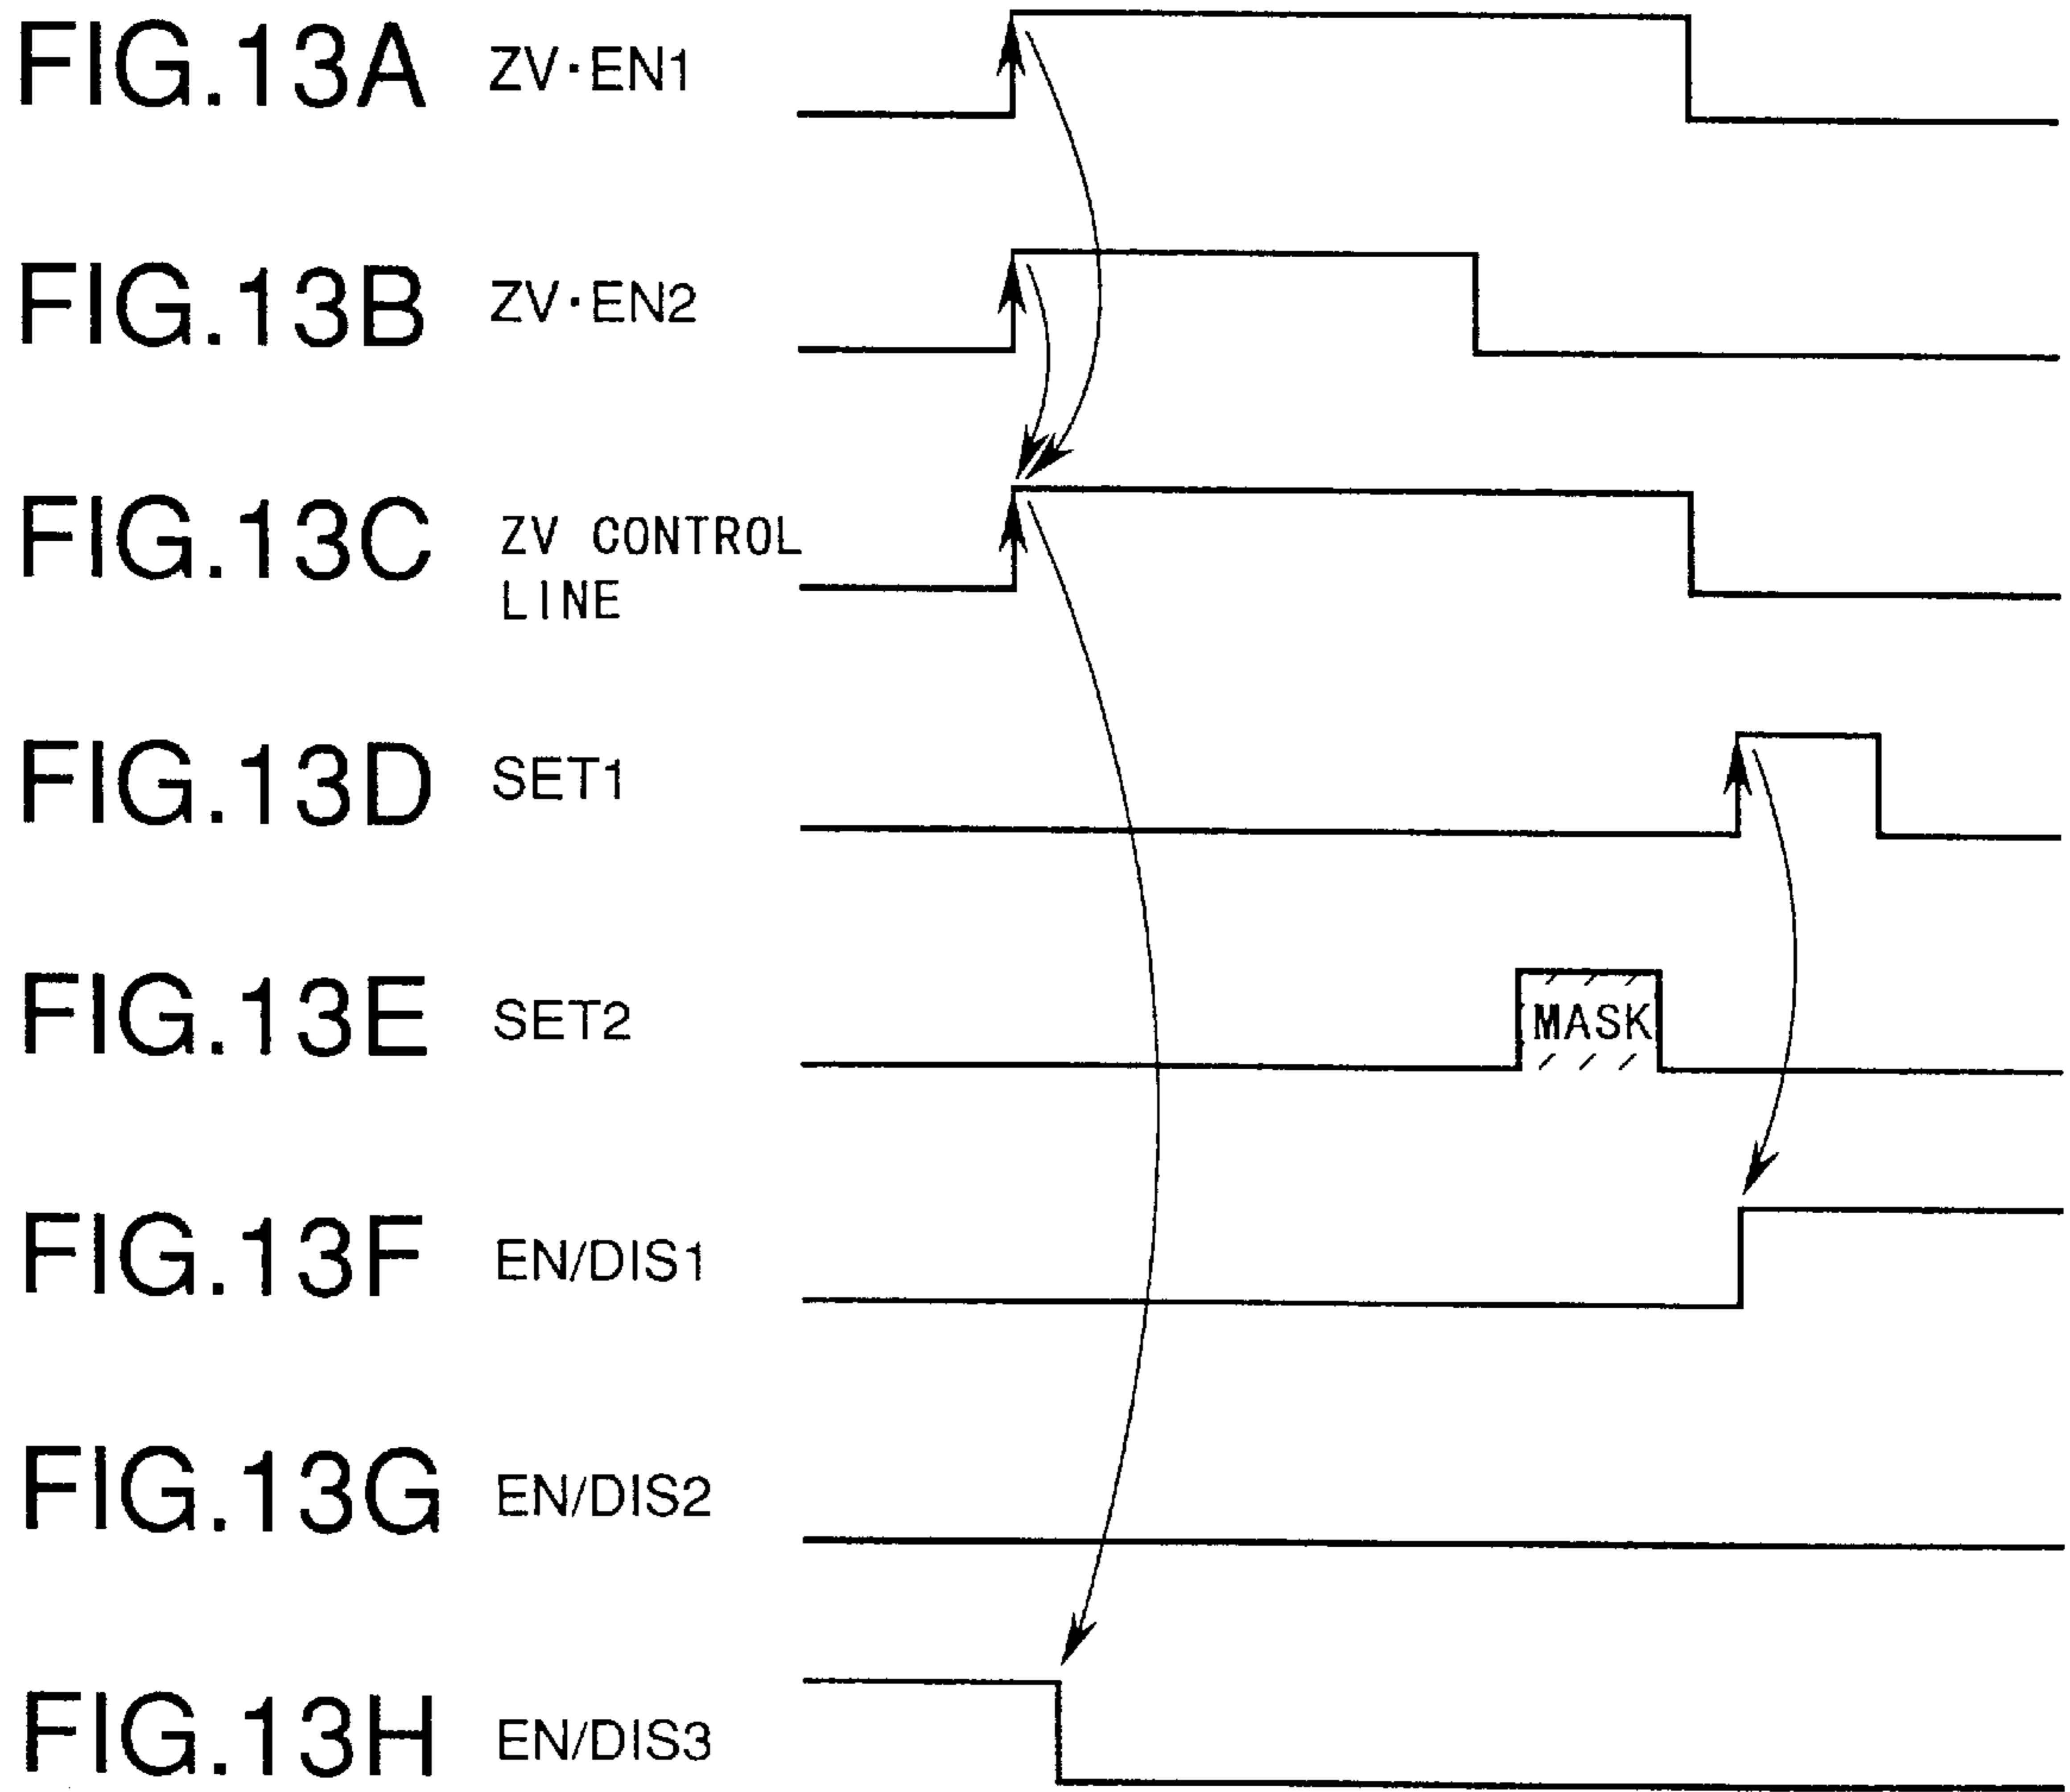 FIG.13A ZV·EN1
FIG.13B ZV·EN2
FIG.13C ZV CONTROL
LINE
FIG.13D SET1
FIG.13E SET2
MASK
FIG.13F EN/DIS1
FIG.13G EN/DIS2
FIG.13H EN/DIS3